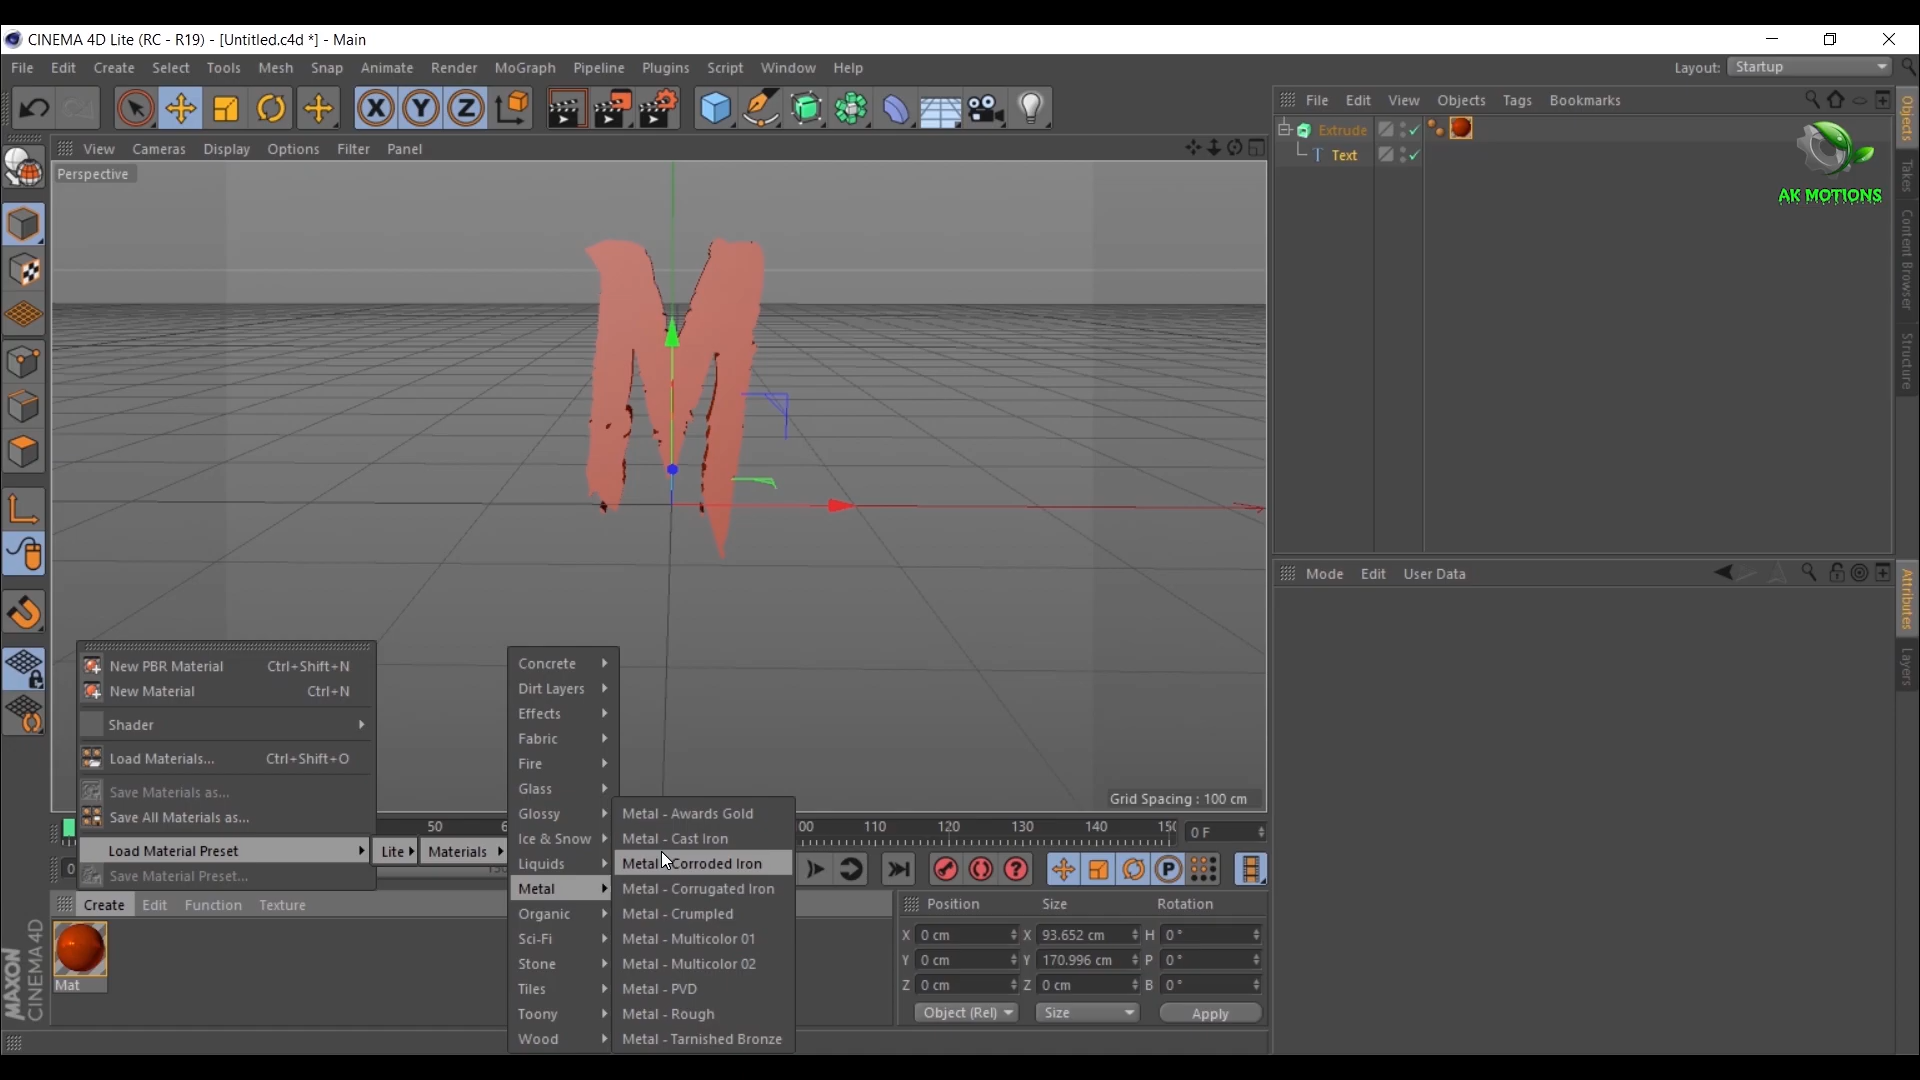 CINEMA 4D Lite (RC - R19) - [Untitled.c4d *] - Main
File Edit Create Select Tools Mesh Snap Animate Render MoGraph Pipeline Plugins Script Window Help
Layout: Startup
X Y Z
File Edit View Objects Tags Bookmarks
View Cameras Display Options Filter Panel
Perspective
Extrude
Text
AK MOTIONS
Objects
Takes
Content Browser
Structure
M
Mode Edit User Data
Attributes
Layers
Grid Spacing : 100 cm
New PBR Material Ctrl+Shift+N
New Material Ctrl+N
Shader
Load Materials... Ctrl+Shift+O
Save Materials as...
Save All Materials as...
Load Material Preset
Save Material Preset...
Lite
Materials
Concrete
Dirt Layers
Effects
Fabric
Fire
Glass
Glossy
Ice & Snow
Liquids
Metal
Organic
Sci-Fi
Stone
Tiles
Toony
Wood
Metal - Awards Gold
Metal - Cast Iron
Metal - Corroded Iron
Metal - Corrugated Iron
Metal - Crumpled
Metal - Multicolor 01
Metal - Multicolor 02
Metal - PVD
Metal - Rough
Metal - Tarnished Bronze
50 110 120 130 140
0 F
P
Create Edit Function Texture
Mat
MAXON
CINEMA 4D
Position Size Rotation
X 0 cm X 93.652 cm H 0 °
Y 0 cm Y 170.996 cm P 0 °
Z 0 cm Z 0 cm B 0 °
Object (Rel) Size Apply